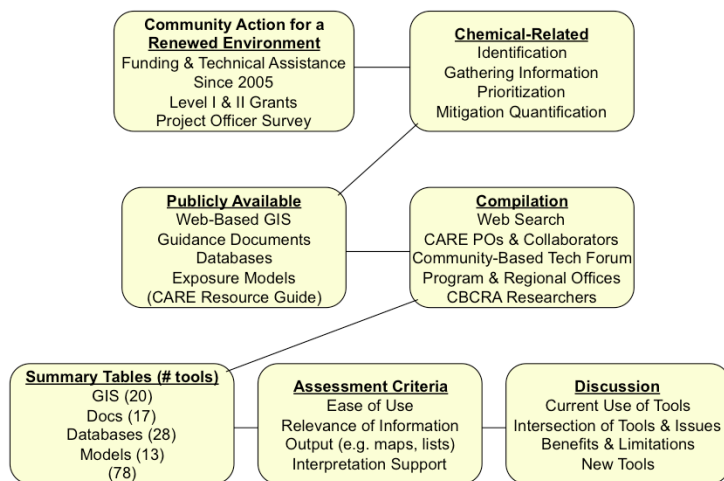 Community Action for a
Renewed Environment
Funding & Technical Assistance
Since 2005
Level I & II Grants
Project Officer Survey
Chemical-Related
Identification
Gathering Information
Prioritization
Mitigation Quantification
Publicly Available
Web-Based GIS
Guidance Documents
Databases
Exposure Models
(CARE Resource Guide)
Compilation
Web Search
CARE POs & Collaborators
Community-Based Tech Forum
Program & Regional Offices
CBCRA Researchers
Summary Tables (# tools)
GIS (20)
Docs (17)
Databases (28)
Models (13)
(78)
Assessment Criteria
Ease of Use
Relevance of Information
Output (e.g. maps, lists)
Interpretation Support
Discussion
Current Use of Tools
Intersection of Tools & Issues
Benefits & Limitations
New Tools